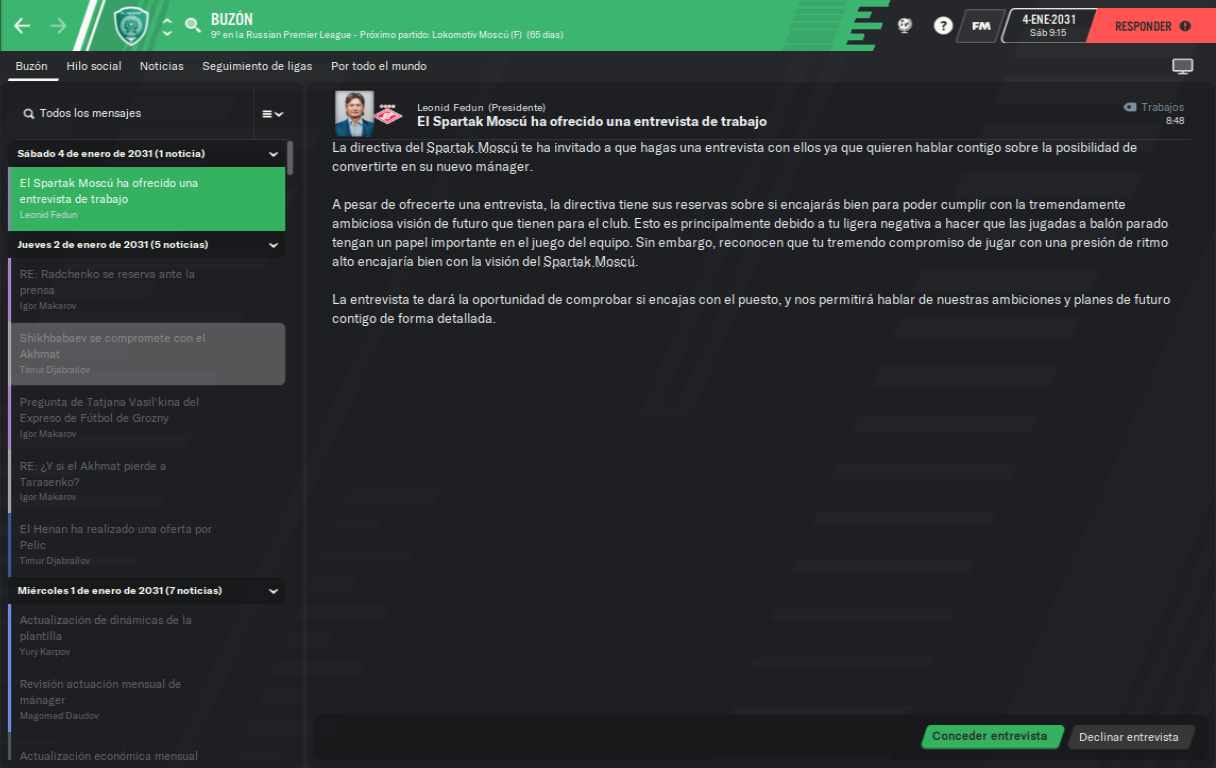 BUZÓN
9º en la Russian Premier League - Próximo partido: Lokomotiv Moscú (F) (65 dias)
?
FM
4-ENE-2031
Sáb 9:15
RESPONDER
Buzón
Hilo social
Noticias
Seguimiento de ligas
Por todo el mundo
Todos los mensajes
Sábado 4 de enero de 2031 (1 noticia)
El Spartak Moscú ha ofrecido una
entrevista de trabajo
Leonid Fedun
Jueves 2 de enero de 2031 (5 noticias)
RE: Radchenko se reserva ante la
prensa
Igor Makarov
Shikhbabaev se compromete con el
Akhmat
Timur Djabrailov
Pregunta de Tatjana Vasil'kina del
Expreso de Fútbol de Grozny
Igor Makarov
RE: ¿Y si el Akhmat pierde a
Tarasenko?
Igor Makarov
El Henan ha realizado una oferta por
Pelic
Timur Djabrailov
Miércoles 1 de enero de 2031 (7 noticias)
Actualización de dinámicas de la
plantilla
Yury Karpov
Revisión actuación mensual de
mánager
Magomed Daudov
Actualización económica mensual
Leonid Fedun (Presidente)
El Spartak Moscú ha ofrecido una entrevista de trabajo
Trabajos
8:48
La directiva del Spartak Moscú te ha invitado a que hagas una entrevista con ellos ya que quieren hablar contigo sobre la posibilidad de
convertirte en su nuevo mánager.
A pesar de ofrecerte una entrevista, la directiva tiene sus reservas sobre si encajarás bien para poder cumplir con la tremendamente
ambiciosa visión de futuro que tienen para el club. Esto es principalmente debido a tu ligera negativa a hacer que las jugadas a balón parado
tengan un papel importante en el juego del equipo. Sin embargo, reconocen que tu tremendo compromiso de jugar con una presión de ritmo
alto encajaría bien con la visión del Spartak Moscú.
La entrevista te dará la oportunidad de comprobar si encajas con el puesto, y nos permitirá hablar de nuestras ambiciones y planes de futuro
contigo de forma detallada.
Conceder entrevista
Declinar entrevista